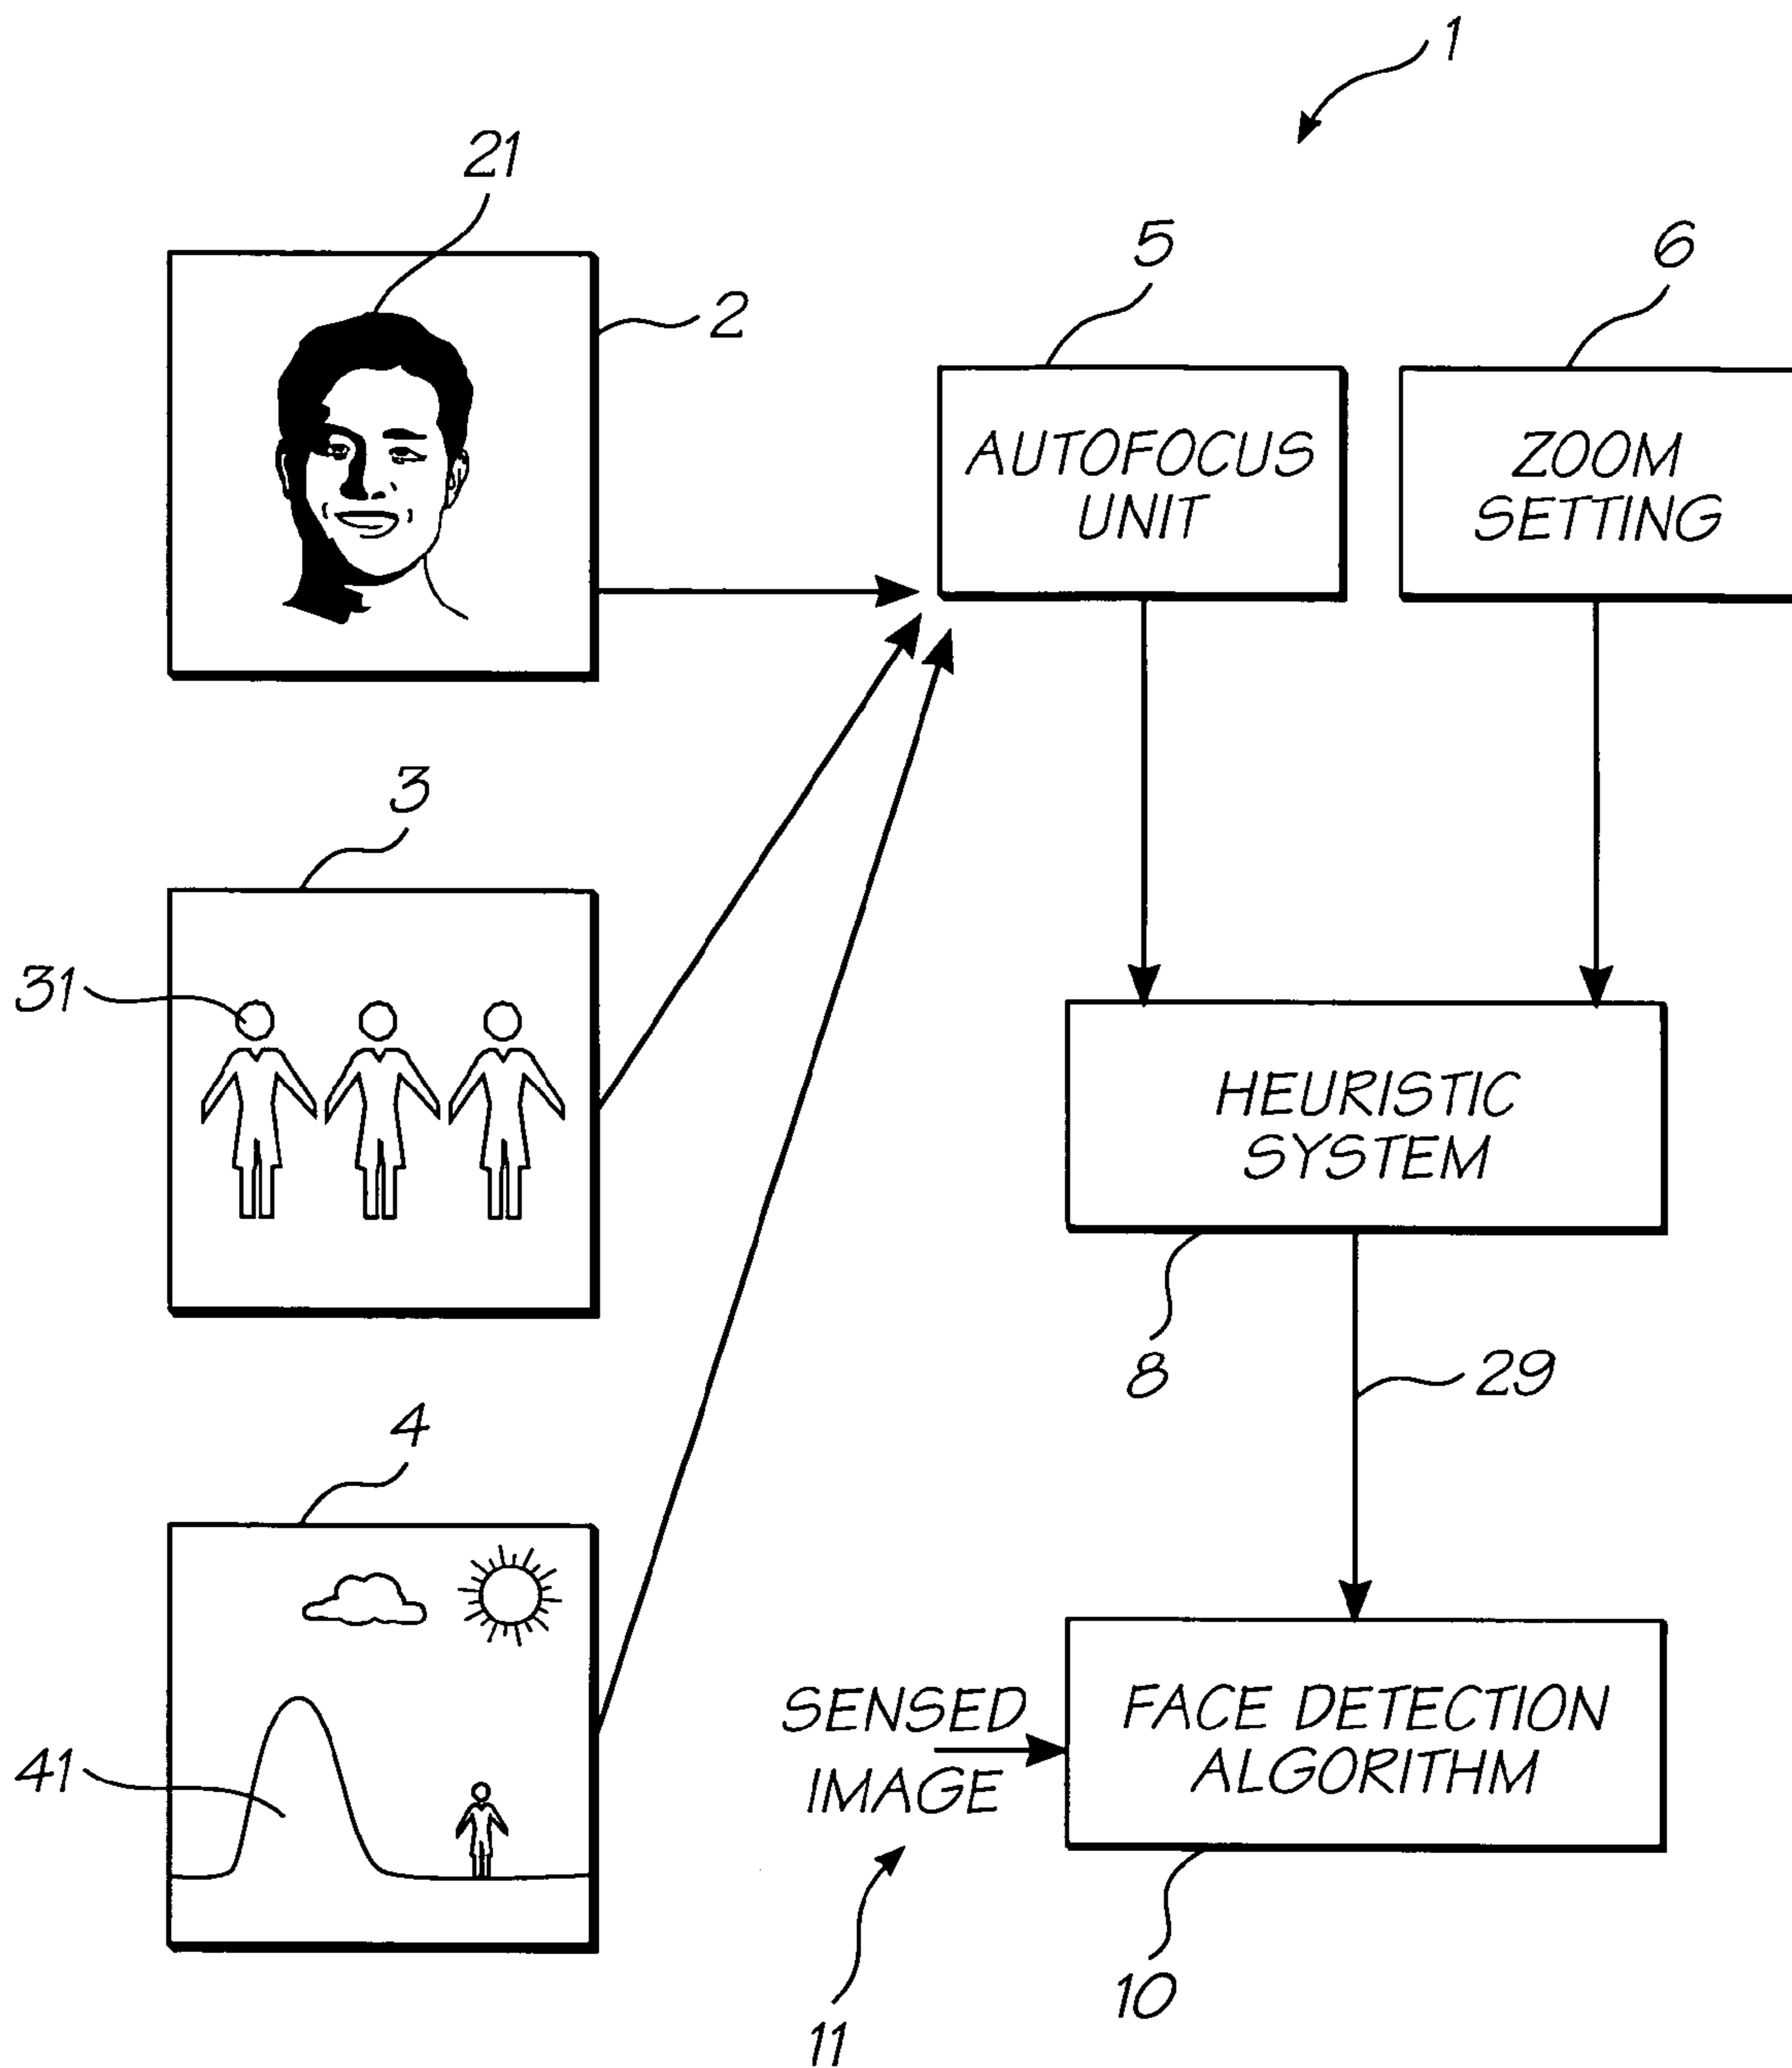 1
21
2
5
6
AUTOFOCUS
UNIT
ZOOM
SETTING
3
31
HEURISTIC
SYSTEM
8
29
4
41
SENSED
IMAGE
FACE DETECTION
ALGORITHM
10
11